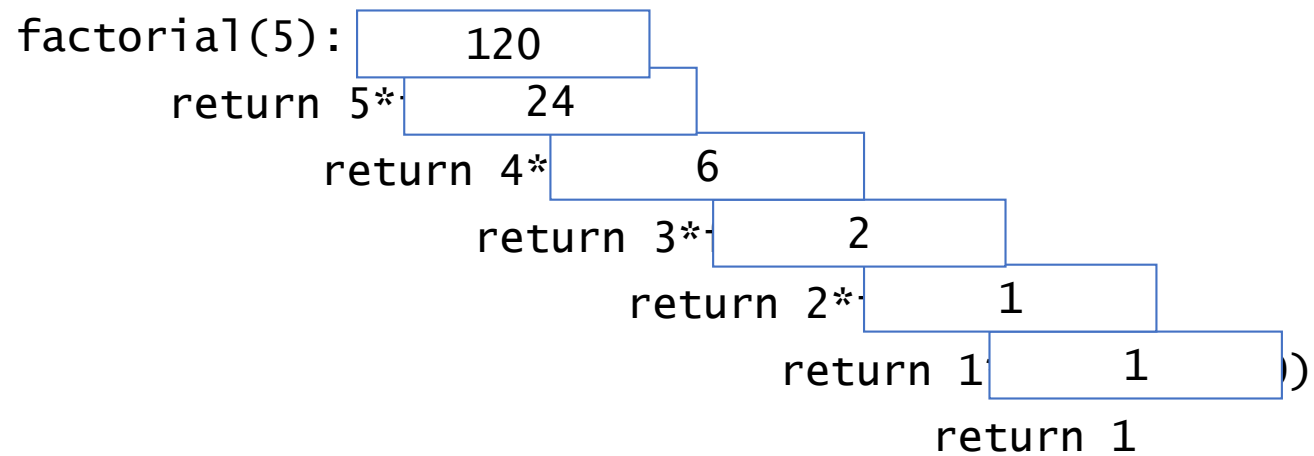 factorial(5): 120
return 5* 24
return 4* 6
return 3* 2
return 2* 1
return 1 1 )
return 1